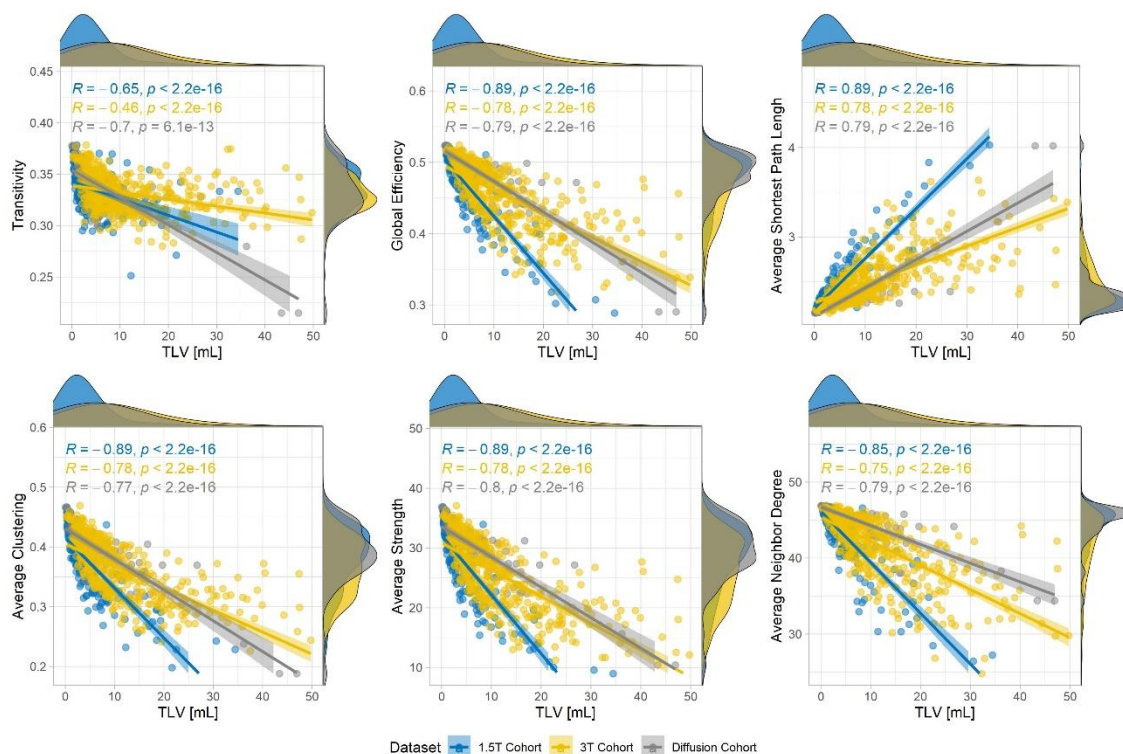 R = −0.65, p < 2.2e-16
R = −0.46, p < 2.2e-16
R = −0.7, p = 6.1e-13
Transitivity
0.45
0.40
0.35
0.30
0.25
0 10 20 30 40 50
TLV [mL]
R = −0.89, p < 2.2e-16
R = −0.78, p < 2.2e-16
R = −0.79, p < 2.2e-16
Global Efficiency
0.6
0.5
0.4
0.3
0 10 20 30 40 50
TLV [mL]
R = 0.89, p < 2.2e-16
R = 0.78, p < 2.2e-16
R = 0.79, p < 2.2e-16
Average Shortest Path Lengh
4
3
0 10 20 30 40 50
TLV [mL]
R = −0.89, p < 2.2e-16
R = −0.78, p < 2.2e-16
R = −0.77, p < 2.2e-16
Average Clustering
0.6
0.5
0.4
0.3
0.2
0 10 20 30 40 50
TLV [mL]
R = −0.89, p < 2.2e-16
R = −0.78, p < 2.2e-16
R = −0.8, p < 2.2e-16
Average Strength
50
40
30
20
10
0 10 20 30 40 50
TLV [mL]
R = −0.85, p < 2.2e-16
R = −0.75, p < 2.2e-16
R = −0.79, p < 2.2e-16
Average Neighbor Degree
50
40
30
0 10 20 30 40 50
TLV [mL]
Dataset 1.5T Cohort 3T Cohort Diffusion Cohort